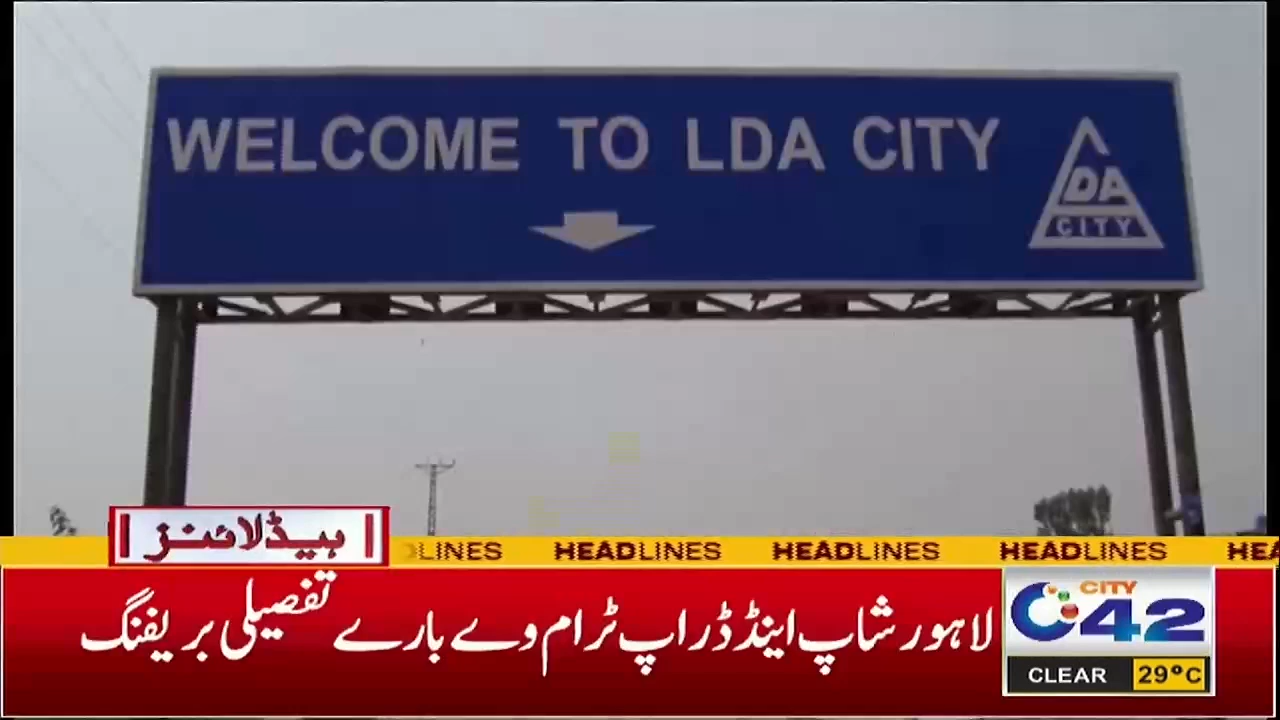 WELCOME TO LDA CITY
LDA
CITY
ہیڈلائنز
LINES HEADLINES HEADLINES HEADLINES HEA
لاہور شاپ اینڈ ڈراپ ٹرام وے بارے تفصیلی بریفنگ
CITY
42
CLEAR 29°C